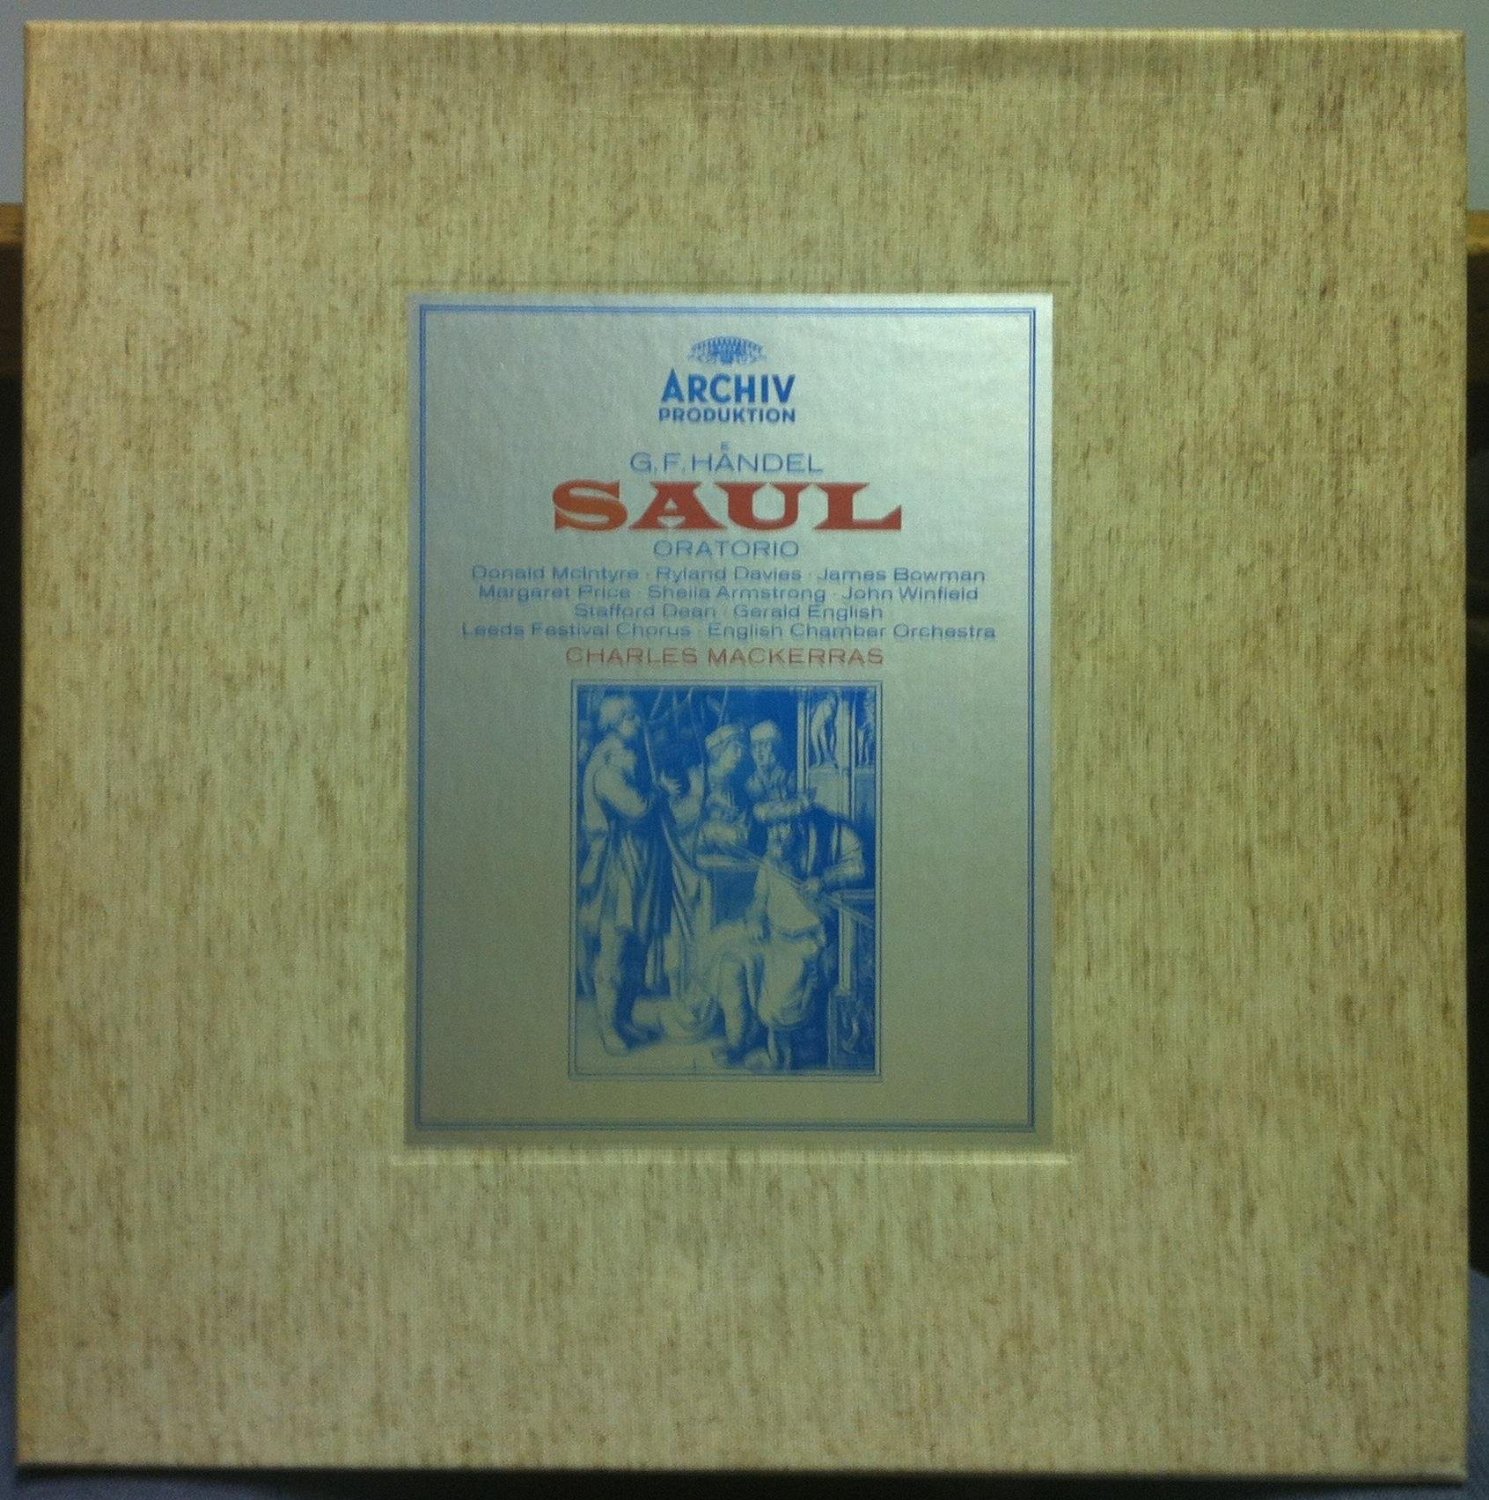 ARCHIV
PRODUKTION
G.F.HÄNDEL
SAUL
ORATORIO
Donald McIntyre · Ryland Davies · James Bowman
Margaret Price · Sheila Armstrong · John Winfield
Stafford Dean · Gerald English
Leeds Festival Chorus · English Chamber Orchestra
CHARLES MACKERRAS